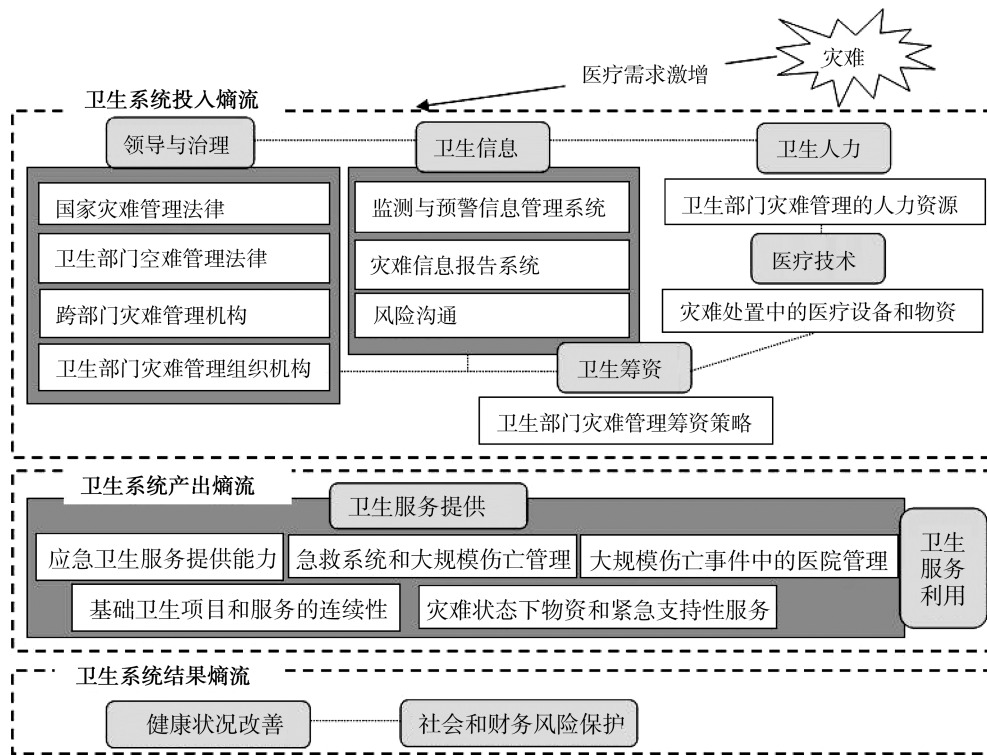 灾难
医疗需求激增
卫生系统投入熵流
领导与治理
卫生信息
卫生人力
国家灾难管理法律
卫生部门空难管理法律
跨部门灾难管理机构
卫生部门灾难管理组织机构
监测与预警信息管理系统
灾难信息报告系统
风险沟通
卫生部门灾难管理的人力资源
医疗技术
灾难处置中的医疗设备和物资
卫生筹资
卫生部门灾难管理筹资策略
卫生系统产出熵流
卫生服务提供
应急卫生服务提供能力
急救系统和大规模伤亡管理
大规模伤亡事件中的医院管理
基础卫生项目和服务的连续性
灾难状态下物资和紧急支持性服务
卫生
服务
利用
卫生系统结果熵流
健康状况改善
社会和财务风险保护